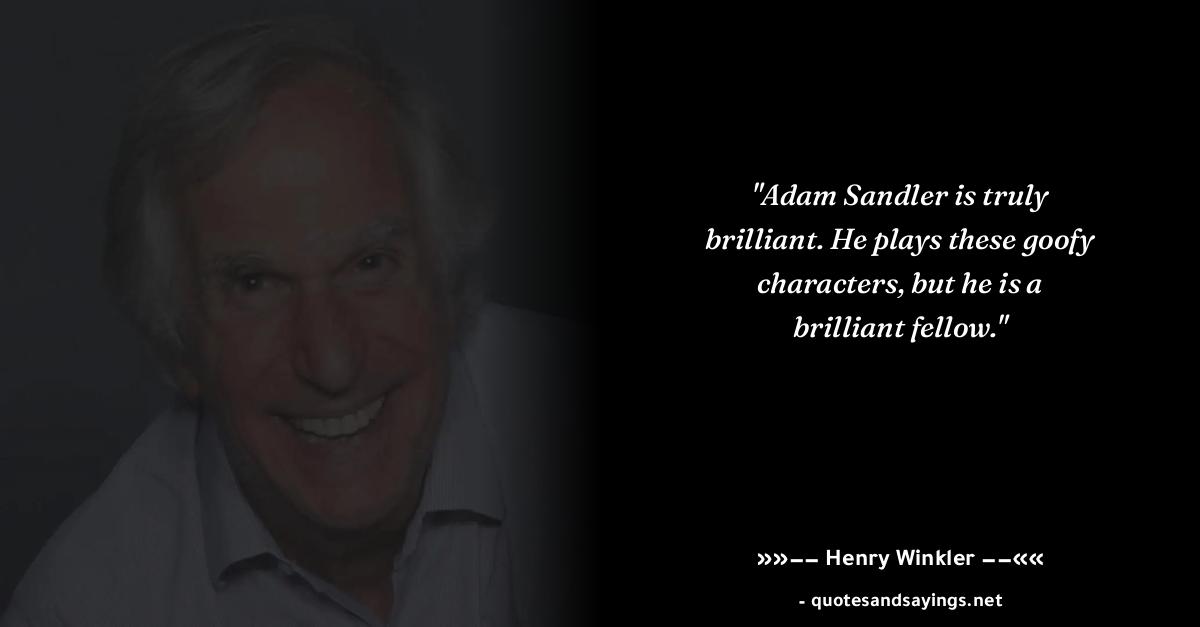 "Adam Sandler is truly
brilliant. He plays these goofy
characters, but he is a
brilliant fellow."
»»−− Henry Winkler −−««
- quotesandsayings.net